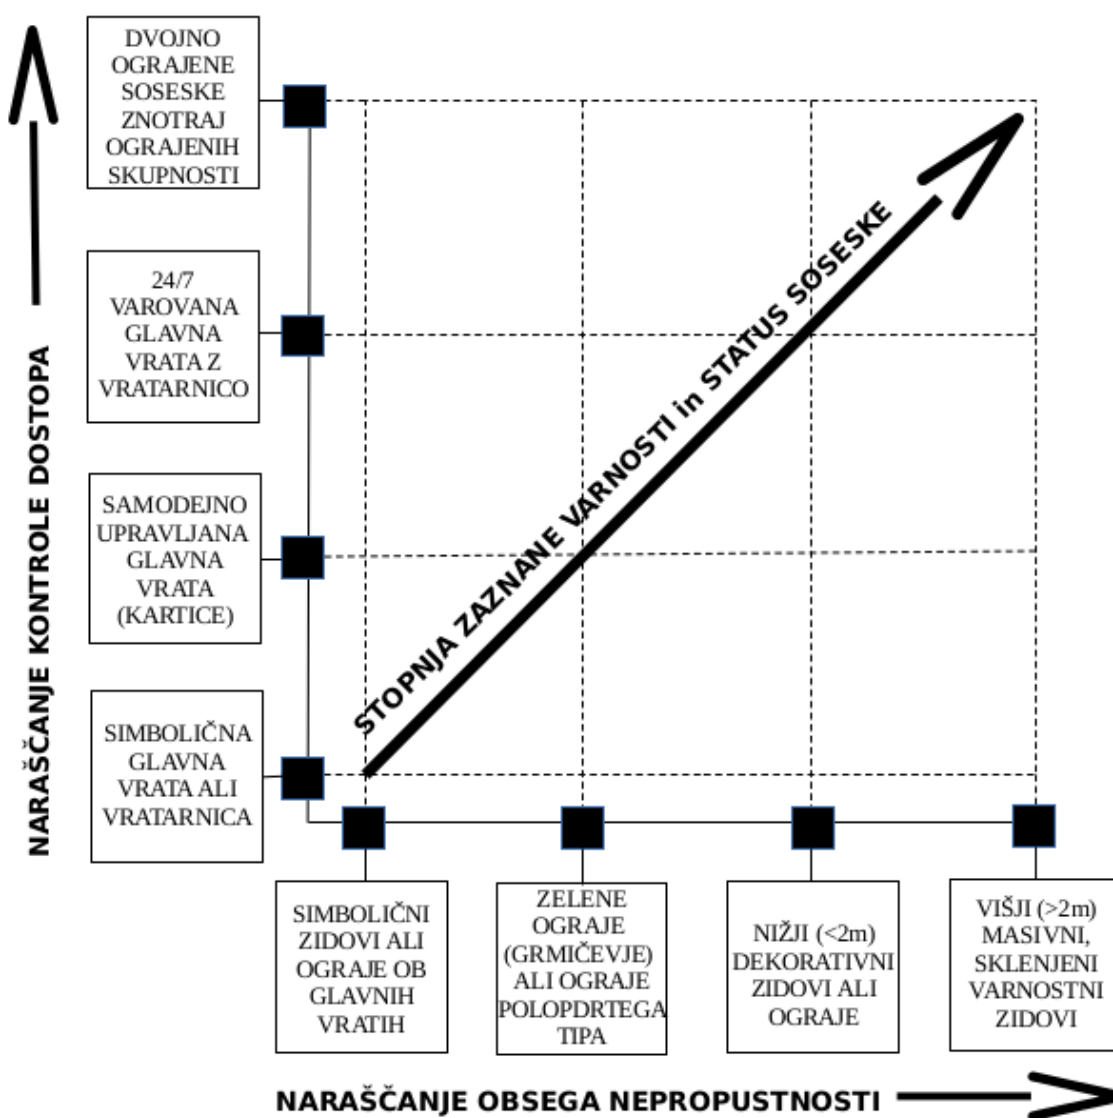 DVOJNO
OGRAJENE
SOSESKE
ZNOTRAJ
OGRAJENIH
SKUPNOSTI
24/7
VAROVANA
GLAVNA
VRATA Z
VRATARNICO
SAMODEJNO
UPRAVLJANA
GLAVNA
VRATA
(KARTICE)
SIMBOLIČNA
GLAVNA
VRATA ALI
VRATARNICA
NARAŠČANJE KONTROLE DOSTOPA
STOPNJA ZAZNANE VARNOSTI in STATUS SOSESKE
SIMBOLIČNI
ZIDOVI ALI
OGRAJE OB
GLAVNIH
VRATIH
ZELENE
OGRAJE
(GRMIČEVJE)
ALI OGRAJE
POLOPDRTEGA
TIPA
NIŽJI (<2m)
DEKORATIVNI
ZIDOVI ALI
OGRAJE
VIŠJI (>2m)
MASIVNI,
SKLENJENI
VARNOSTNI
ZIDOVI
NARAŠČANJE OBSEGA NEPROPUSTNOSTI